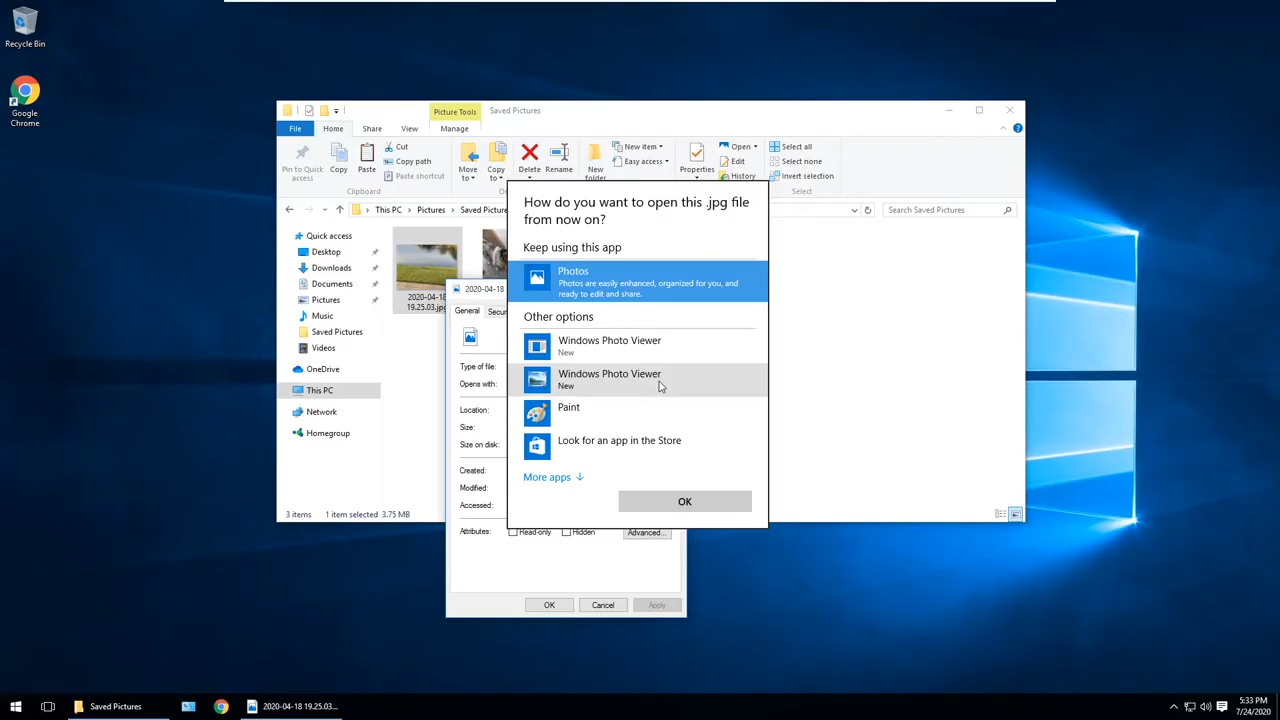 Recycle Bin
Google
Chrome
Picture Tools
Saved Pictures
File
Home
Share
View
Manage
Pin to Quick
access
Copy
Paste
Cut
Copy path
Paste shortcut
Clipboard
Move
to
Copy
to
Delete
Rename
New
folder
New item
Easy access
Properties
Open
Edit
History
Select all
Select none
Invert selection
Select
This PC
Pictures
Saved Picture
Search Saved Pictures
Quick access
Desktop
Downloads
Documents
Pictures
Music
Saved Pictures
Videos
OneDrive
This PC
Network
Homegroup
2020-04-18
19.25.03.jpg
3 items
1 item selected 3.75 MB
2020-04-18
General
Secur
Type of file:
Opens with:
Location:
Size:
Size on disk:
Created:
Modified:
Accessed:
Attributes:
Read-only
Hidden
Advanced...
OK
Cancel
Apply
How do you want to open this .jpg file
from now on?
Keep using this app
Photos
Photos are easily enhanced, organized for you, and
ready to edit and share.
Other options
Windows Photo Viewer
New
Windows Photo Viewer
New
Paint
Look for an app in the Store
More apps
OK
Saved Pictures
2020-04-18 19.25.03...
5:33 PM
7/24/2020